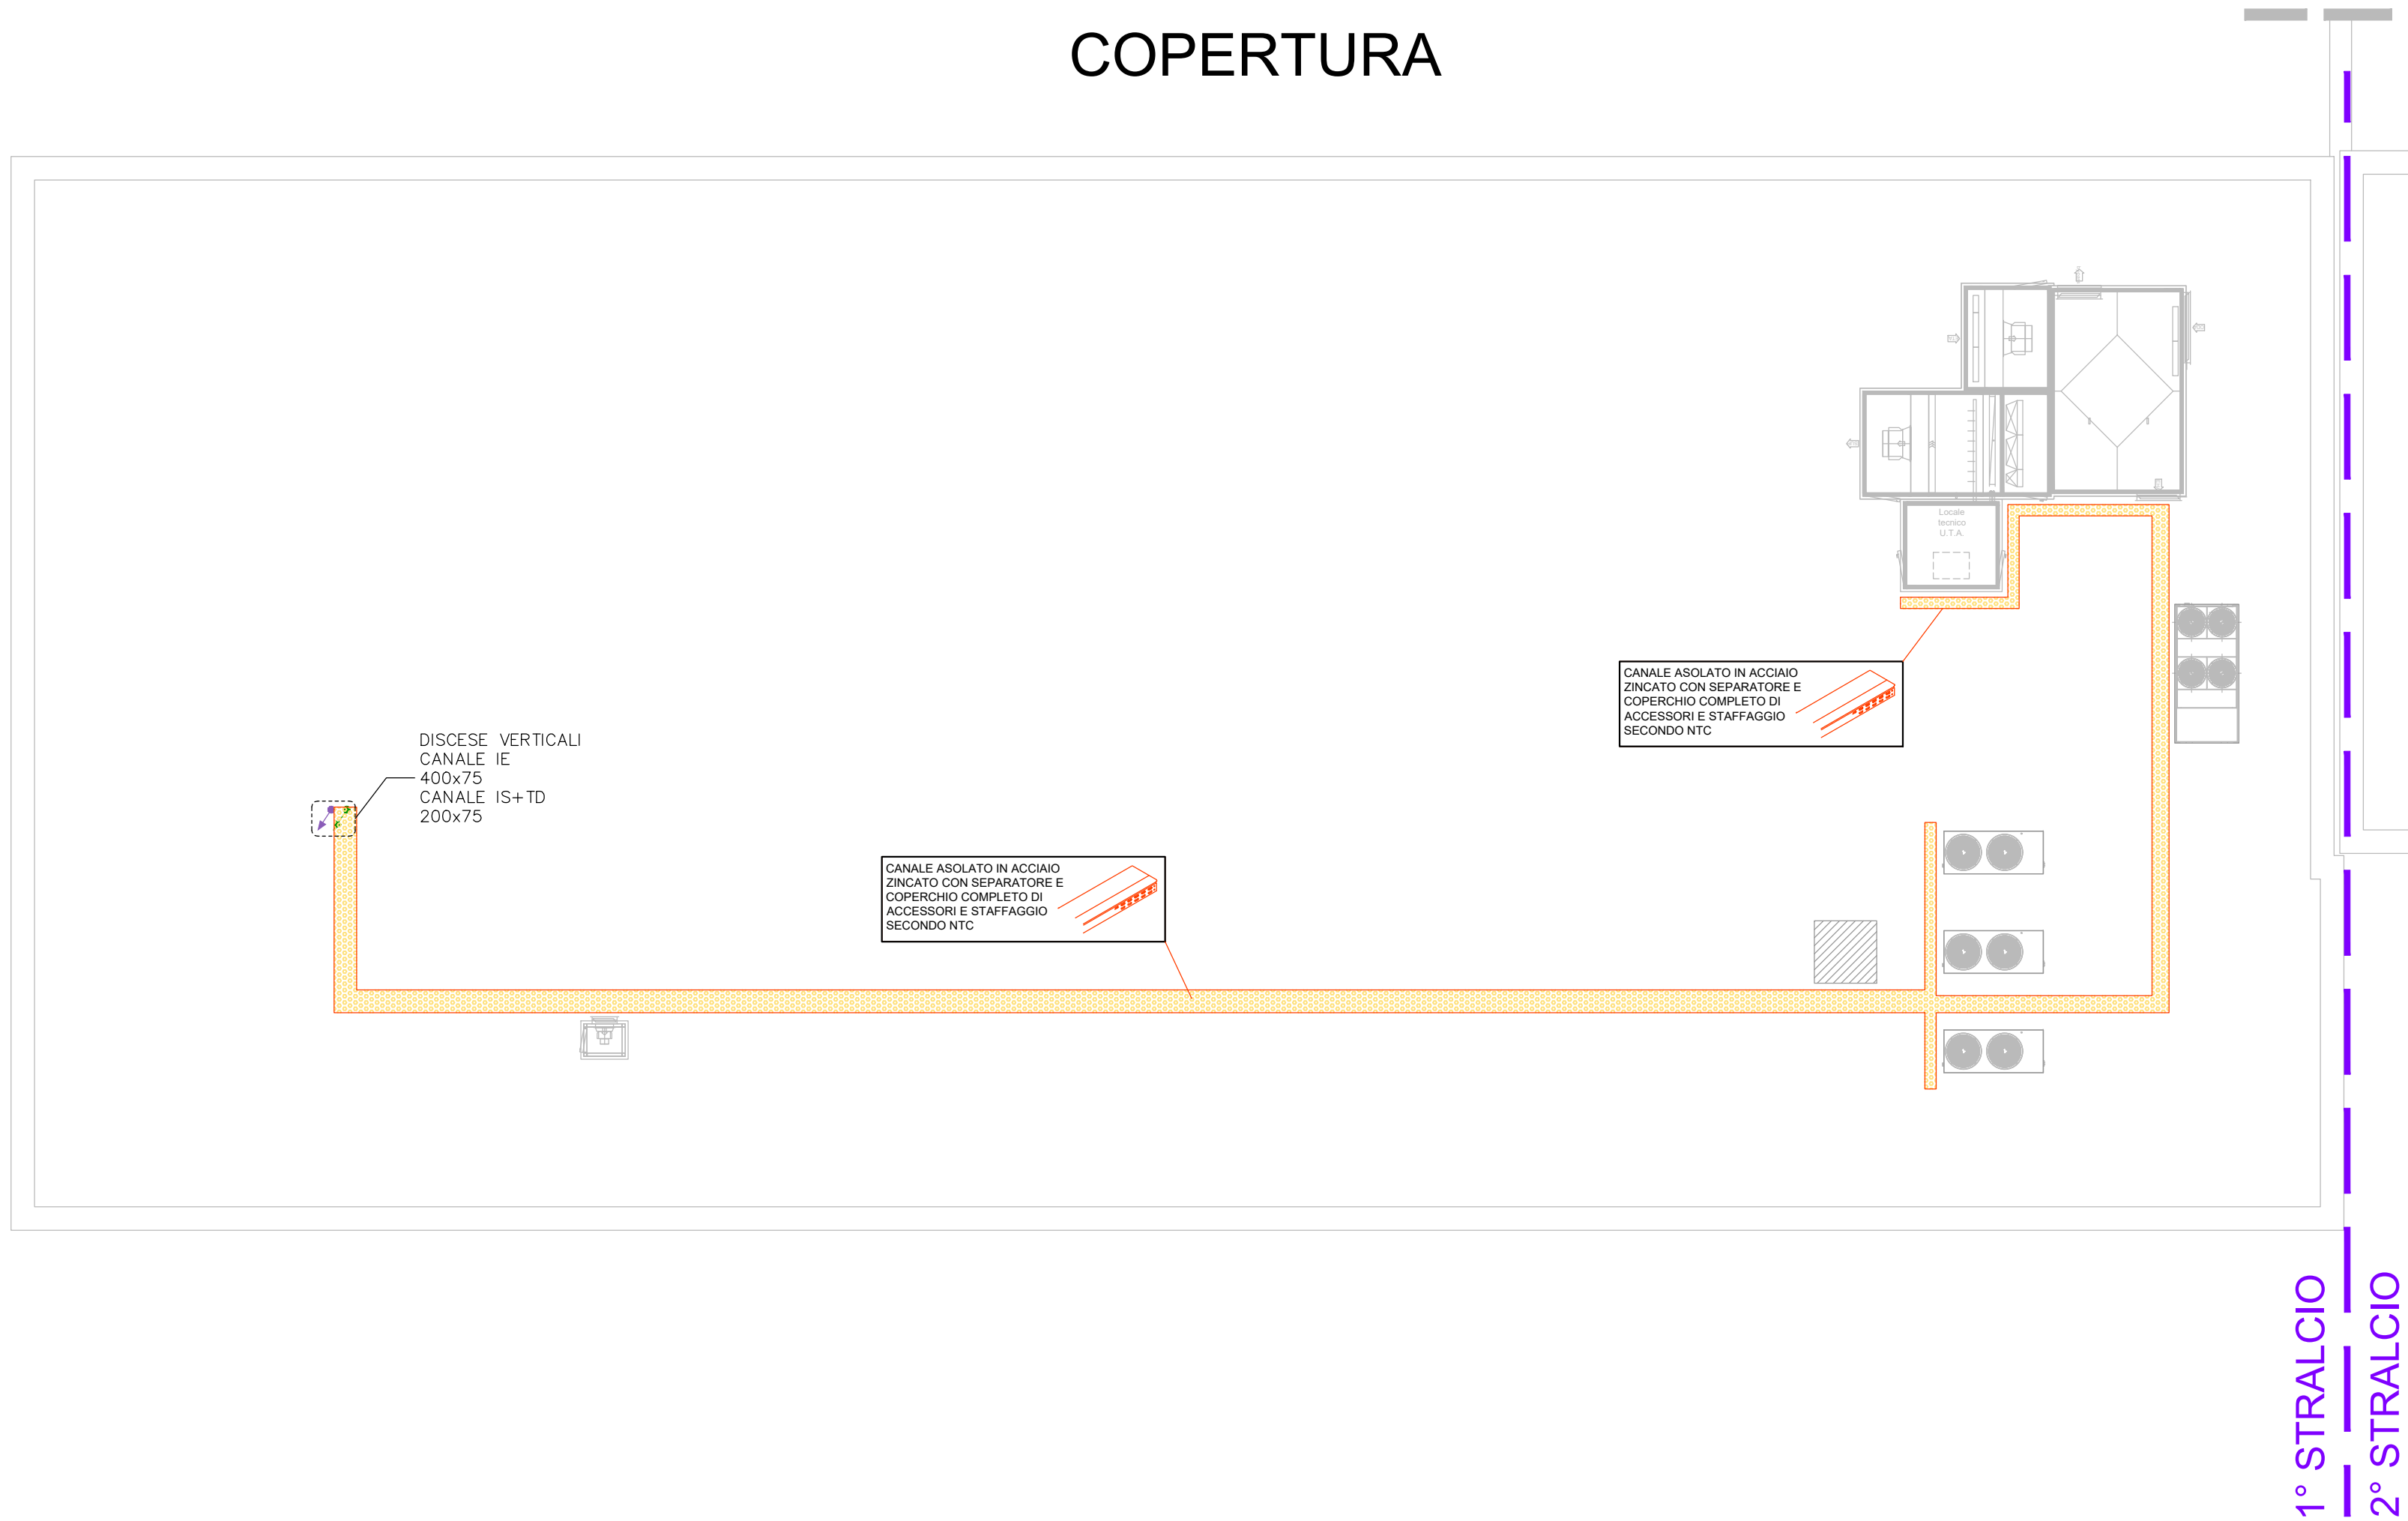 COPERTURA
Locale
tecnico
U.T.A.
CANALE ASOLATO IN ACCIAIO
ZINCATO CON SEPARATORE E
COPERCHIO COMPLETO DI
ACCESSORI E STAFFAGGIO
SECONDO NTC
DISCESE VERTICALI
CANALE IE
400x75
CANALE IS+TD
200x75
CANALE ASOLATO IN ACCIAIO
ZINCATO CON SEPARATORE E
COPERCHIO COMPLETO DI
ACCESSORI E STAFFAGGIO
SECONDO NTC
1° STRALCIO
2° STRALCIO